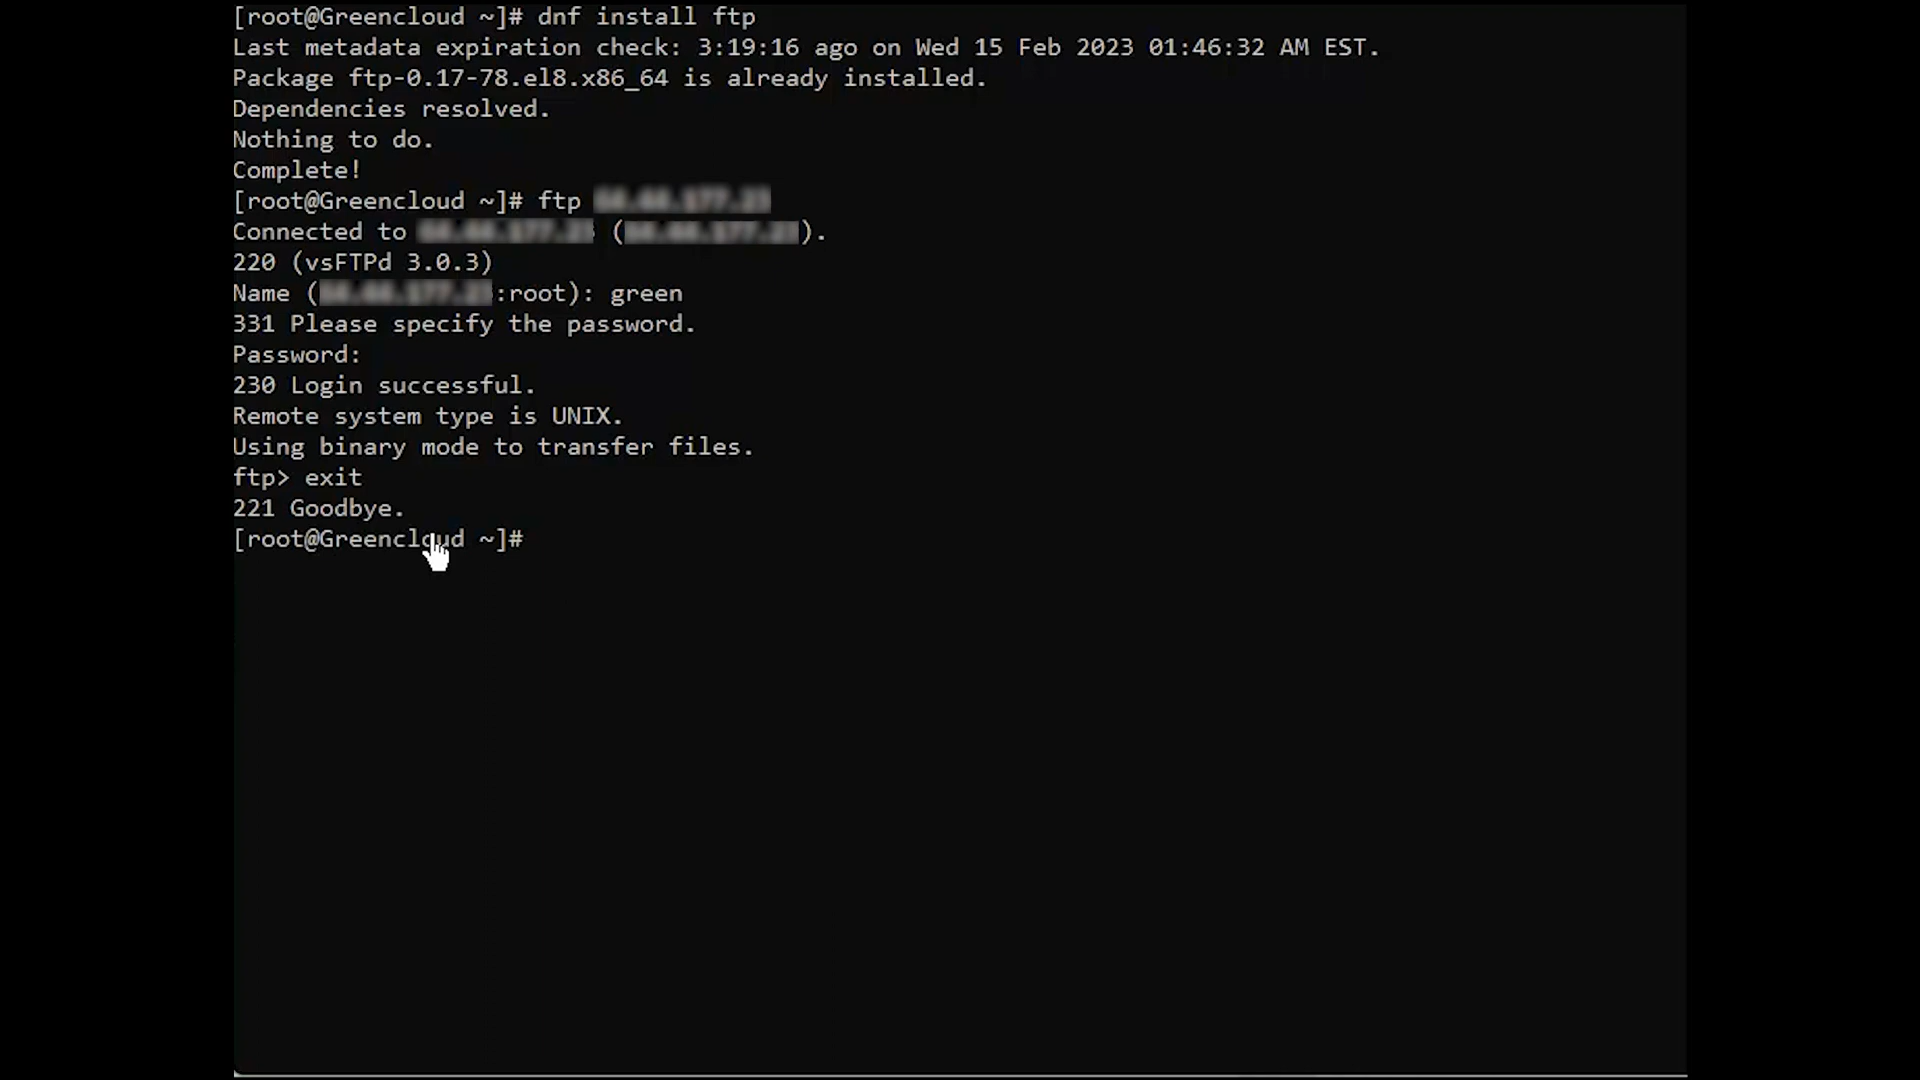 [root@Greencloud ~]# dnf install ftp
Last metadata expiration check: 3:19:16 ago on Wed 15 Feb 2023 01:46:32 AM EST.
Package ftp-0.17-78.el8.x86_64 is already installed.
Dependencies resolved.
Nothing to do.
Complete!
[root@Greencloud ~]# ftp
Connected to ( ).
220 (vsFTPd 3.0.3)
Name ( :root): green
331 Please specify the password.
Password:
230 Login successful.
Remote system type is UNIX.
Using binary mode to transfer files.
ftp> exit
221 Goodbye.
[root@Greencloud ~]#